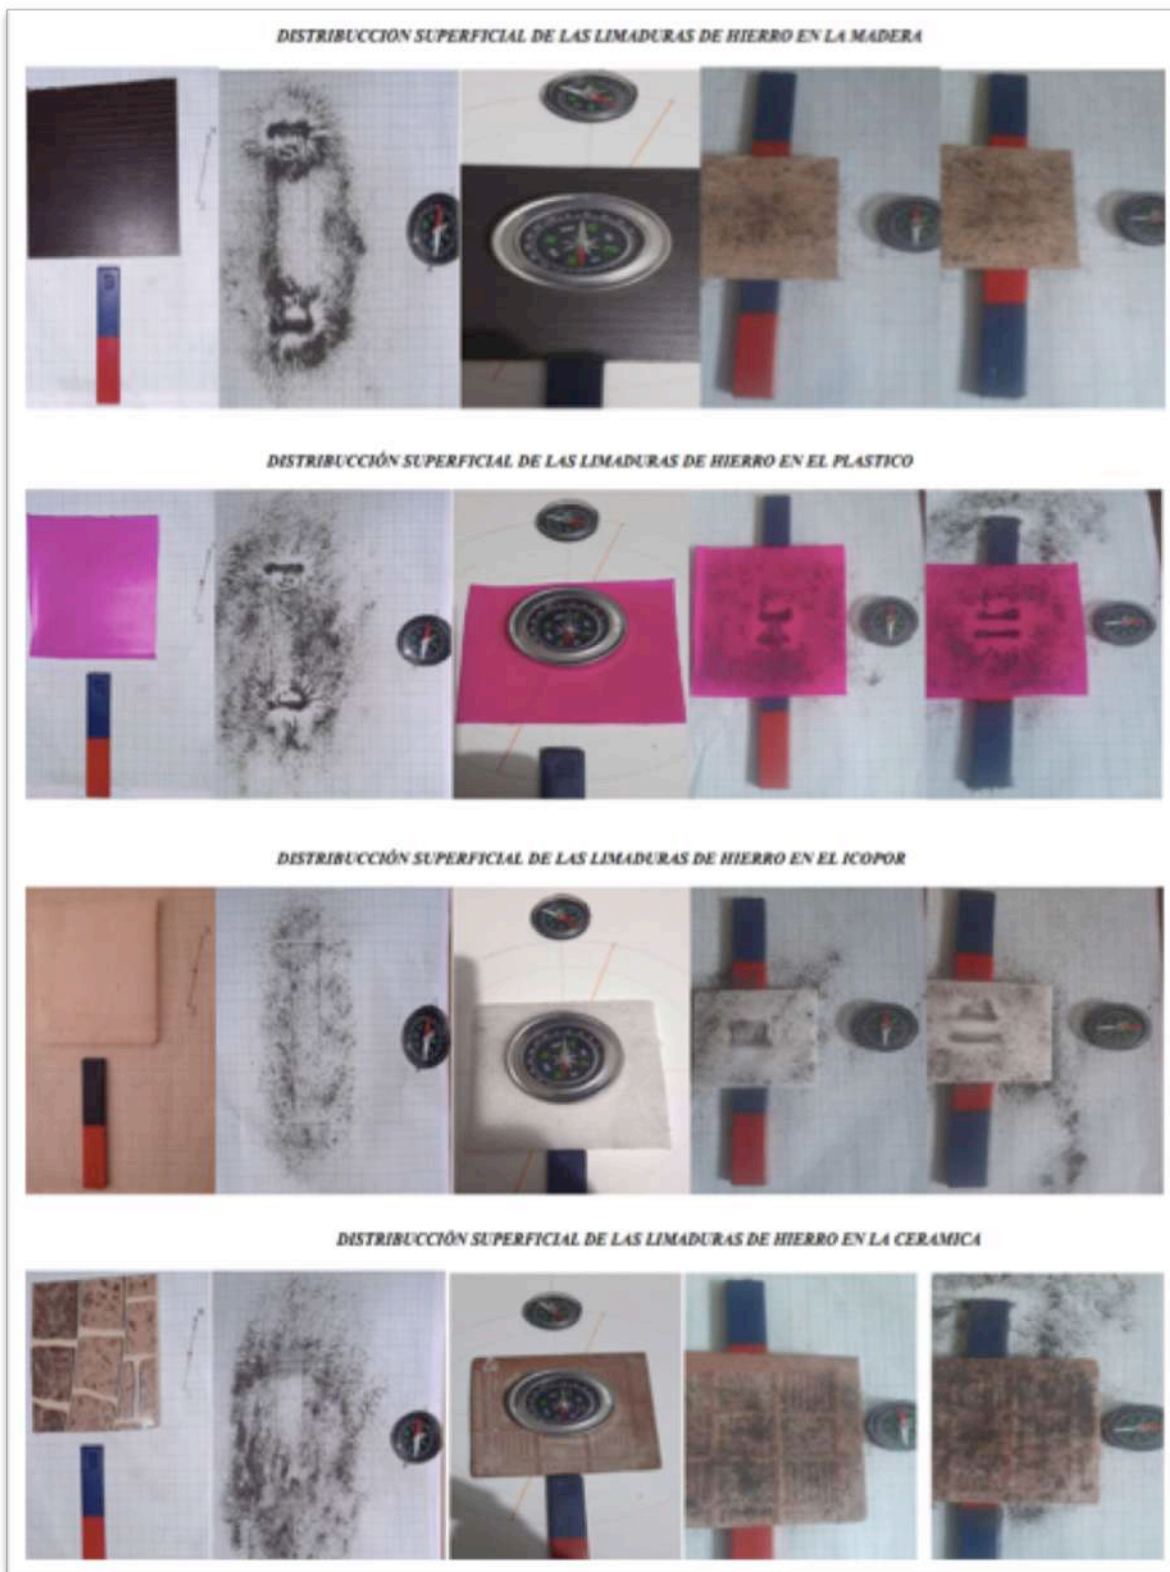 DISTRIBUCCIÓN SUPERFICIAL DE LAS LIMADURAS DE HIERRO EN LA MADERA
DISTRIBUCCIÓN SUPERFICIAL DE LAS LIMADURAS DE HIERRO EN EL PLASTICO
DISTRIBUCCIÓN SUPERFICIAL DE LAS LIMADURAS DE HIERRO EN EL ICOPOR
DISTRIBUCCIÓN SUPERFICIAL DE LAS LIMADURAS DE HIERRO EN LA CERAMICA